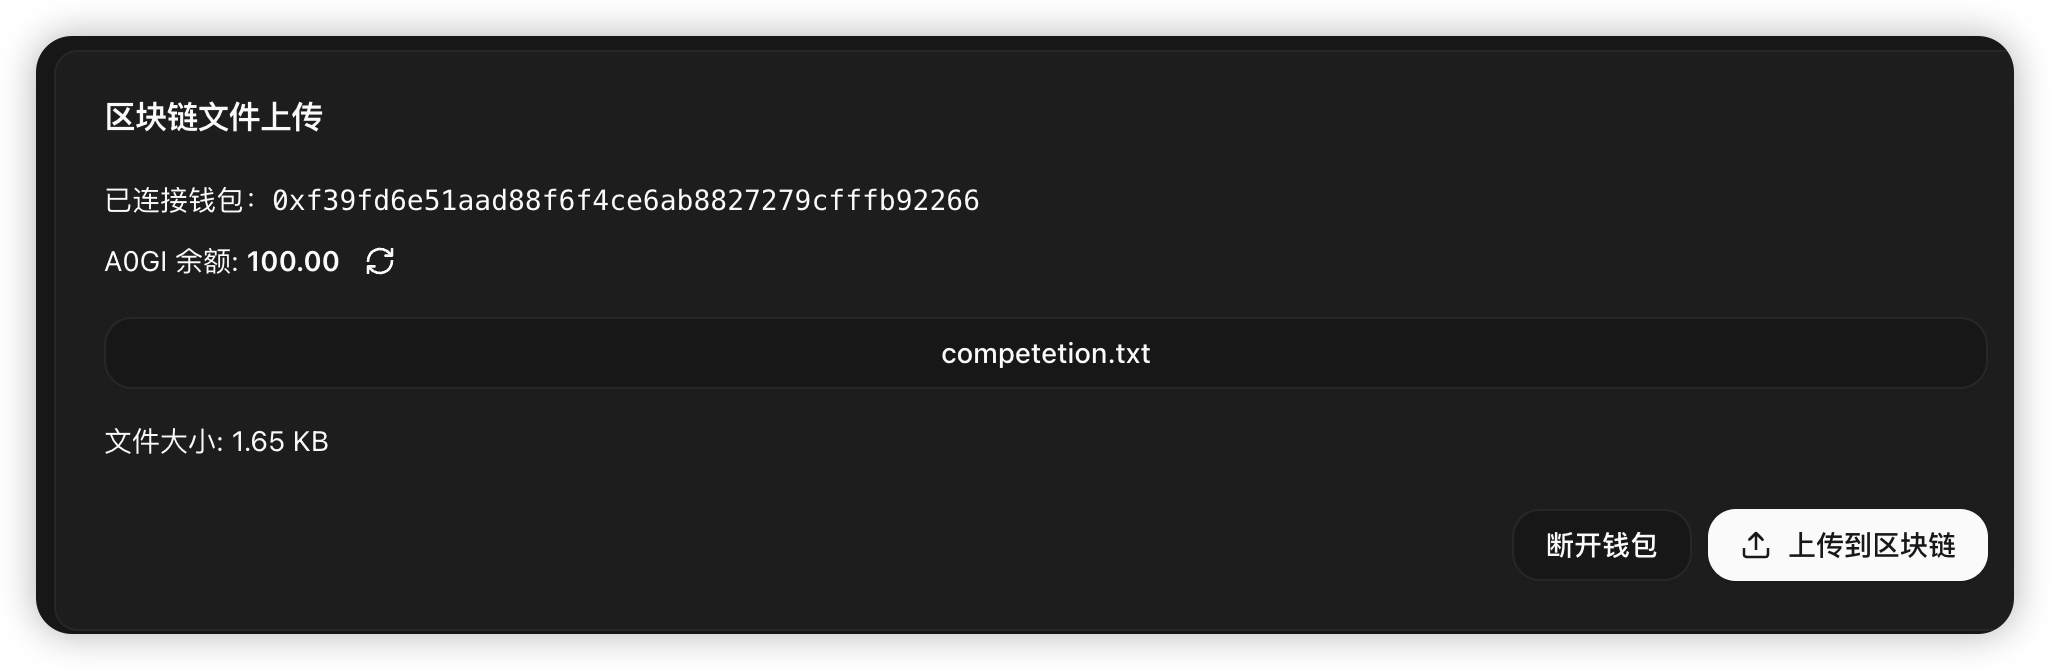 区块链文件上传
已连接钱包：0xf39fd6e51aad88f6f4ce6ab8827279cfffb92266
A0GI 余额: 100.00
competetion.txt
文件大小: 1.65 KB
断开钱包
上传到区块链